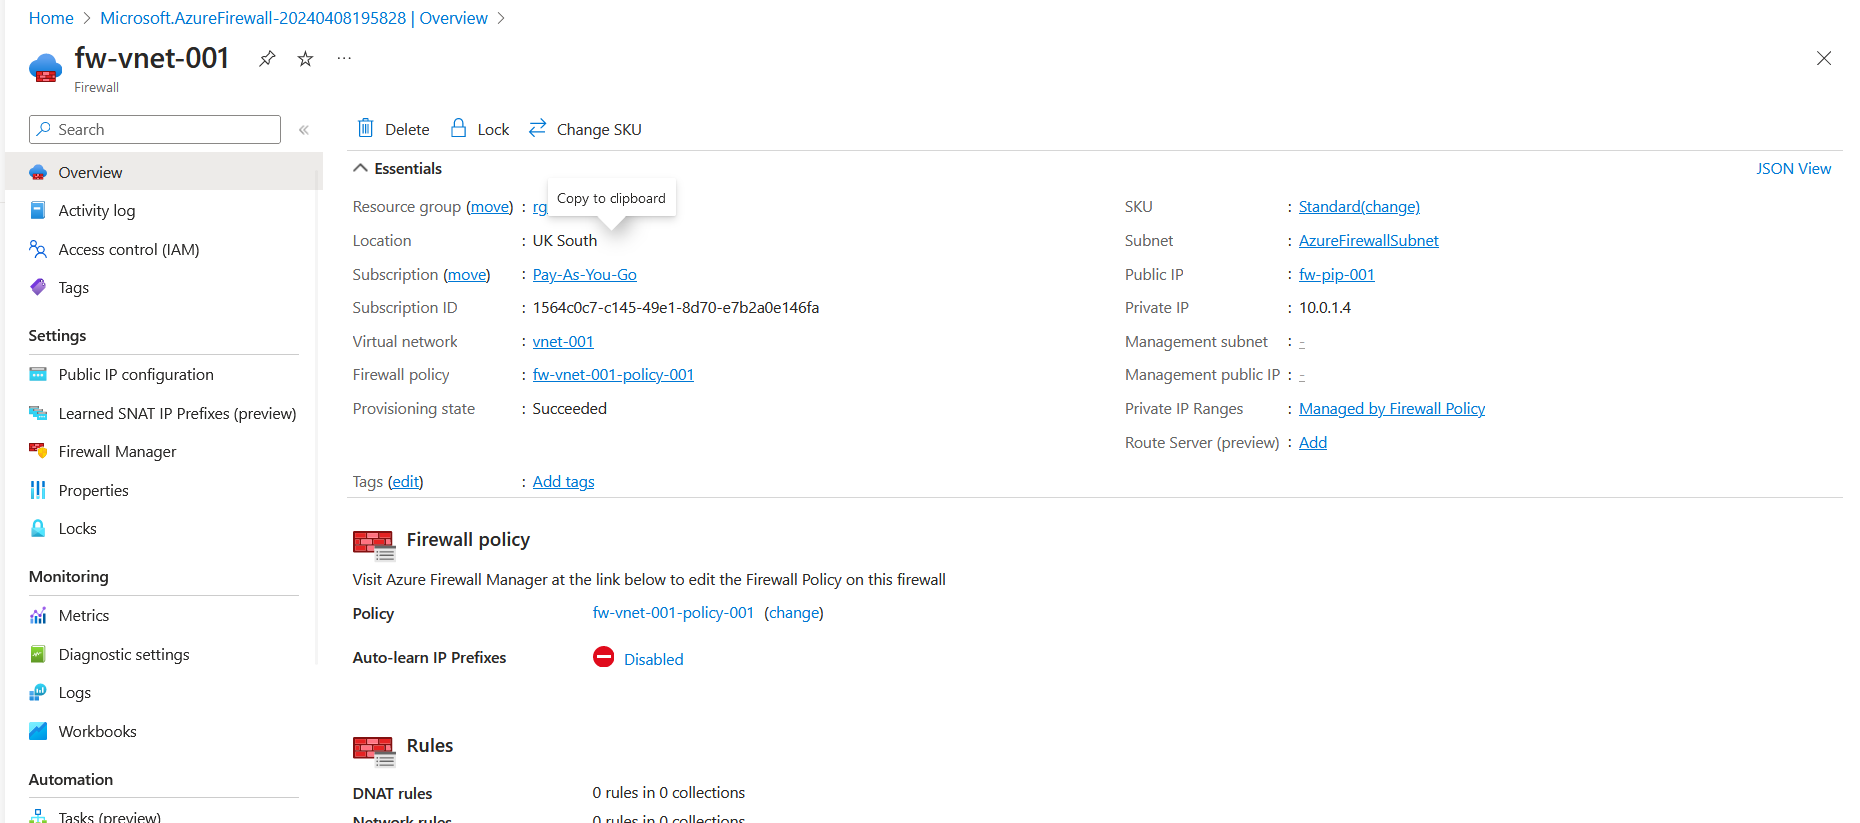 Home > Microsoft.AzureFirewall-20240408195828 | Overview >
fw-vnet-001
Firewall
Search
Overview
Activity log
Access control (IAM)
Tags
Settings
Public IP configuration
Learned SNAT IP Prefixes (preview)
Firewall Manager
Properties
Locks
Monitoring
Metrics
Diagnostic settings
Logs
Workbooks
Automation
Tasks (preview)
Delete Lock Change SKU
Essentials
JSON View
Copy to clipboard
Resource group (move) : rg
Location : UK South
Subscription (move) : Pay-As-You-Go
Subscription ID : 1564c0c7-c145-49e1-8d70-e7b2a0e146fa
Virtual network : vnet-001
Firewall policy : fw-vnet-001-policy-001
Provisioning state : Succeeded
SKU : Standard(change)
Subnet : AzureFirewallSubnet
Public IP : fw-pip-001
Private IP : 10.0.1.4
Management subnet : -
Management public IP : -
Private IP Ranges : Managed by Firewall Policy
Route Server (preview) : Add
Tags (edit) : Add tags
Firewall policy
Visit Azure Firewall Manager at the link below to edit the Firewall Policy on this firewall
Policy fw-vnet-001-policy-001 (change)
Auto-learn IP Prefixes Disabled
Rules
DNAT rules 0 rules in 0 collections
Network rules 0 rules in 0 collections